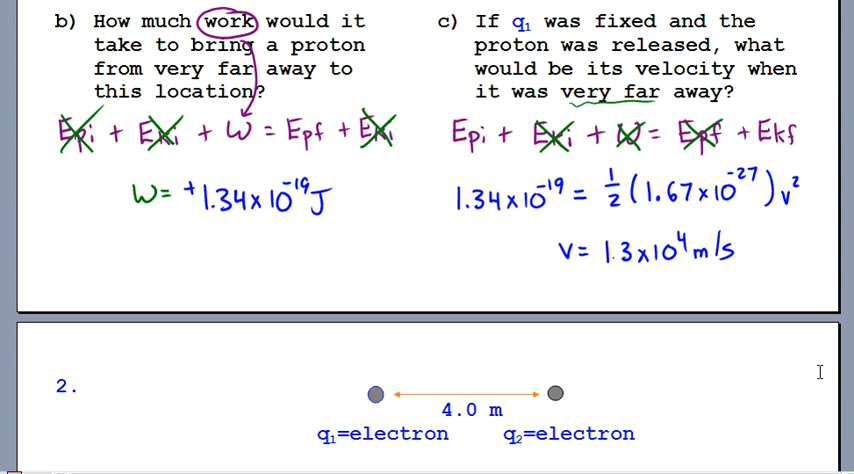 b) How much work would it
take to bring a proton
from very far away to
this location?
Epi + Eki + W = Epf + Eki
W = +1.34×10⁻¹⁹ J
c) If q₁ was fixed and the
proton was released, what
would be its velocity when
it was very far away?
Epi + Eki + W = Epf + Ekf
1.34×10⁻¹⁹ = 1/2 (1.67×10⁻²⁷) v²
v = 1.3×10⁴ m/s
2.
4.0 m
q₁=electron q₂=electron